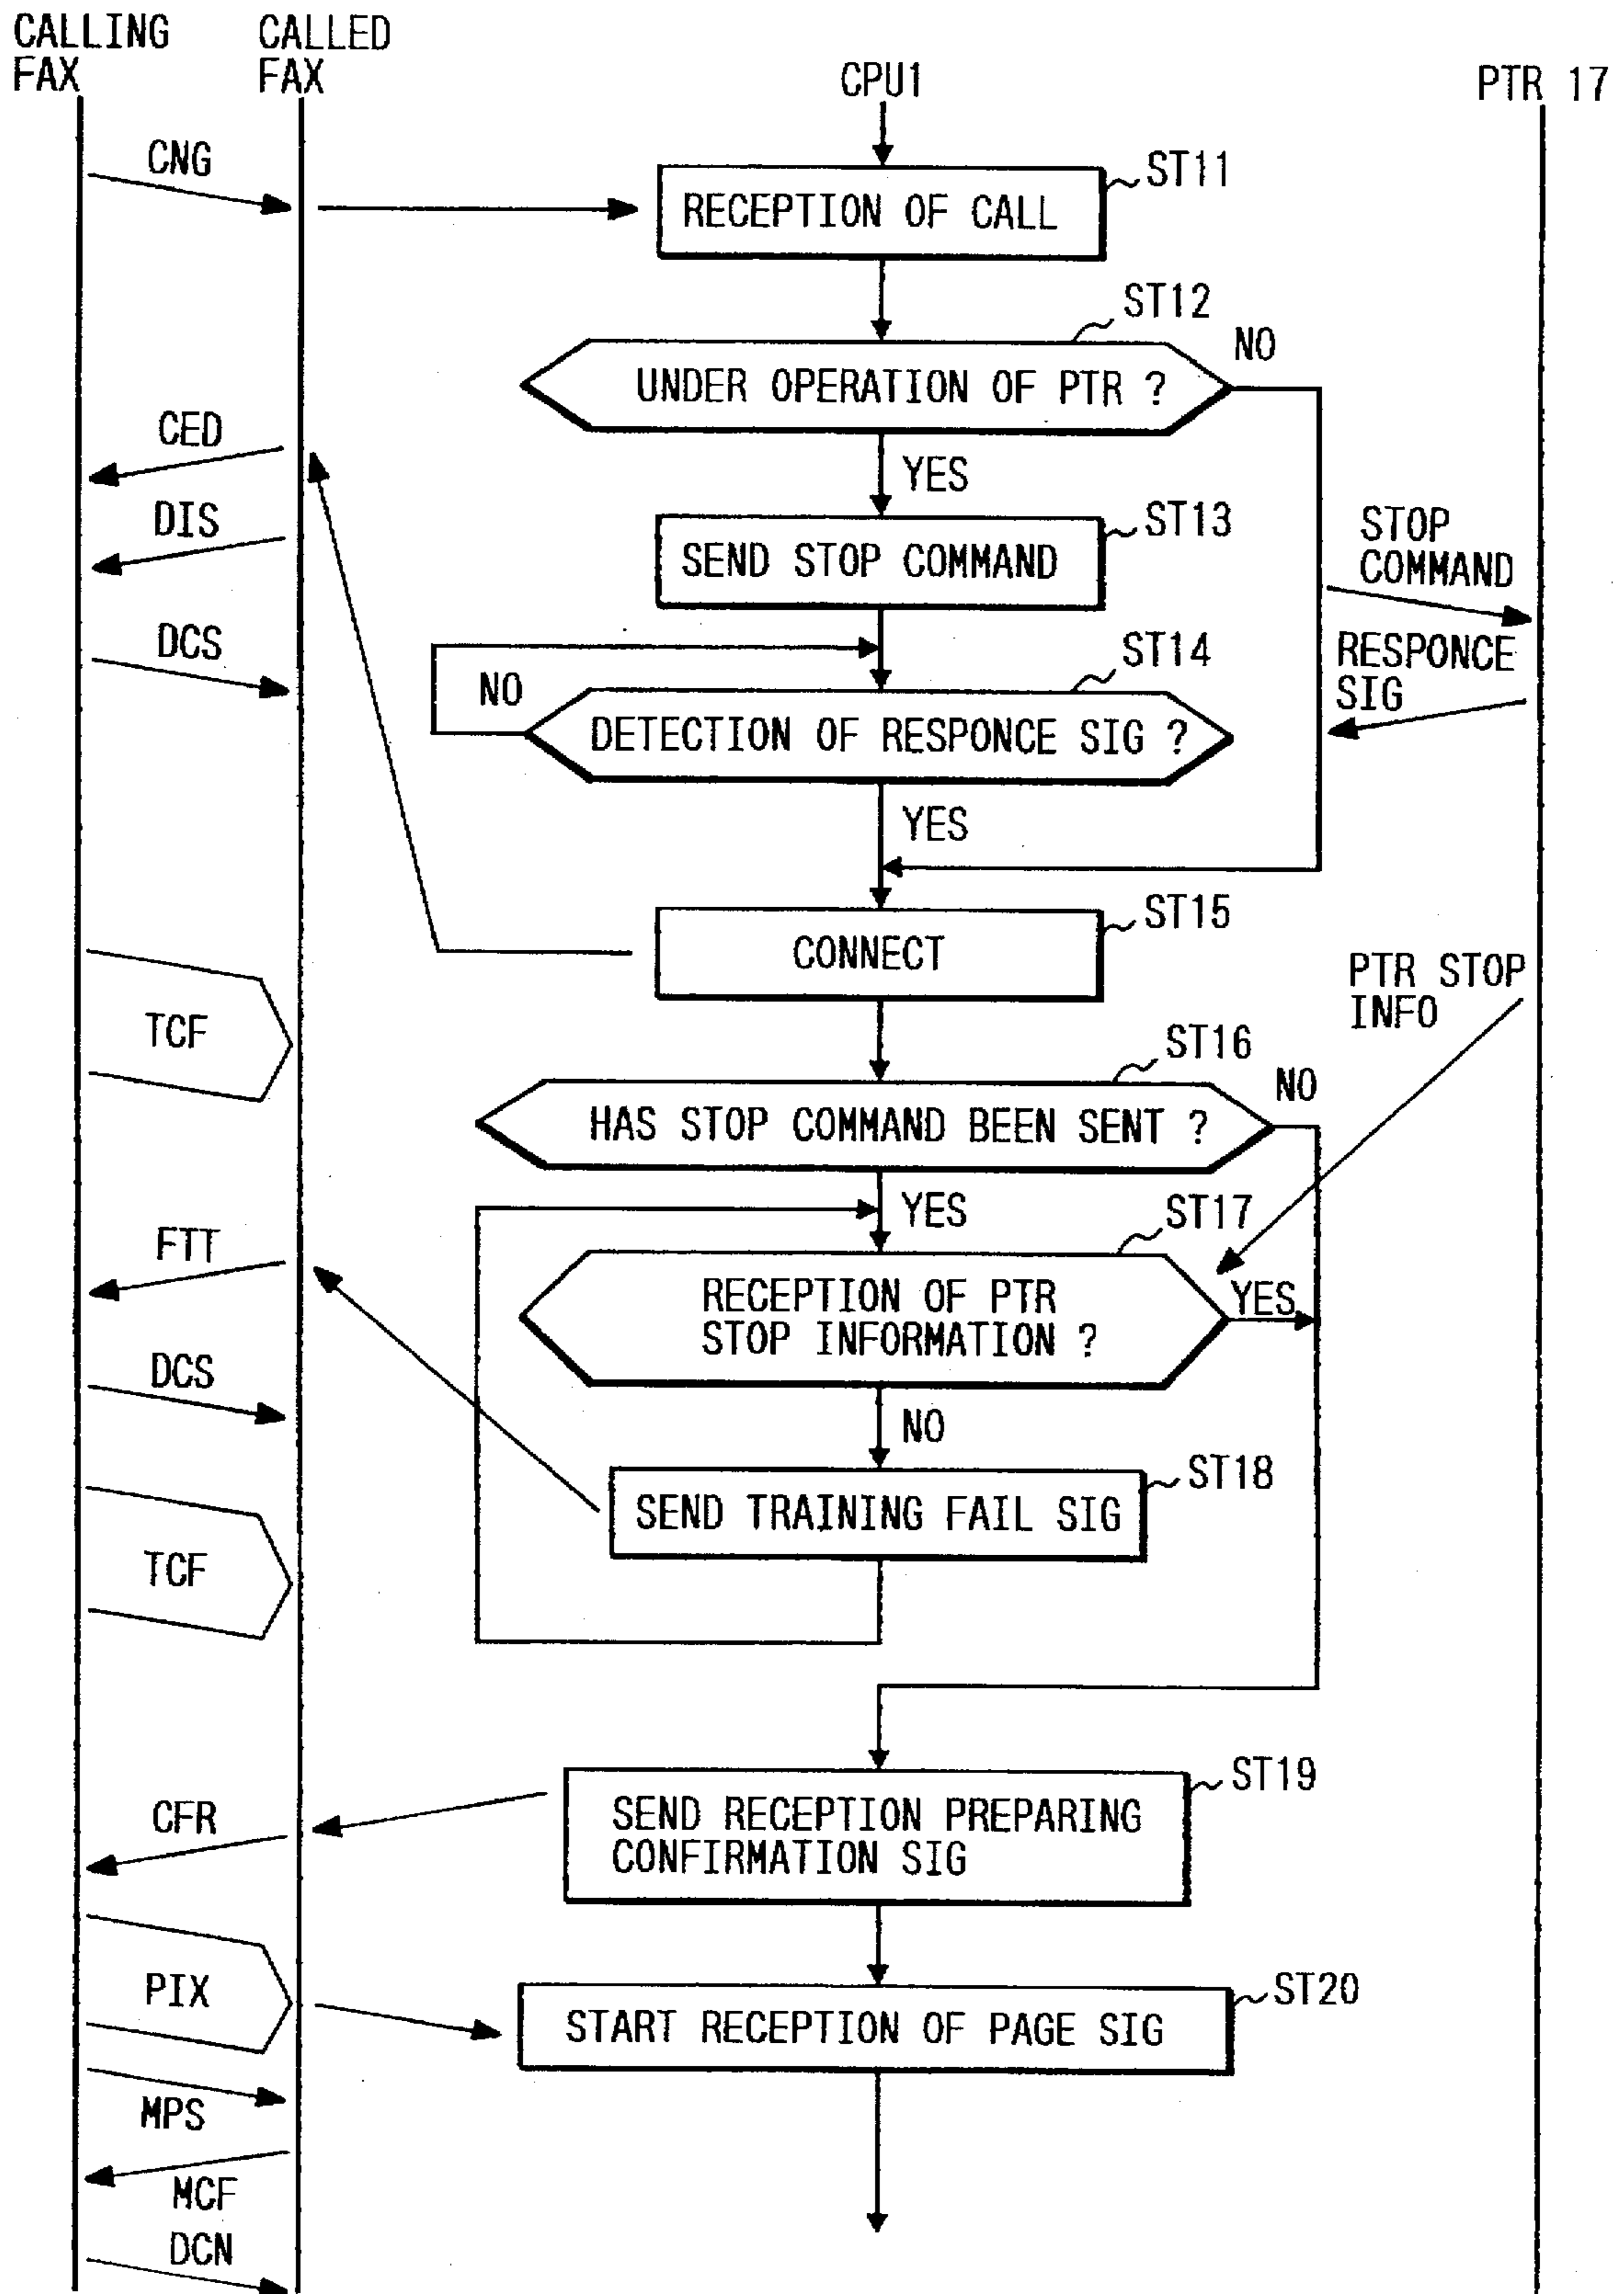 CALLING
FAX
CALLED
FAX
CPU1
PTR 17
CNG
ST11
RECEPTION OF CALL
ST12
NO
UNDER OPERATION OF PTR ?
CED
YES
DIS
ST13
SEND STOP COMMAND
STOP
COMMAND
DCS
ST14
NO
RESPONCE
SIG
DETECTION OF RESPONCE SIG ?
YES
ST15
CONNECT
PTR STOP
INFO
TCF
ST16
NO
HAS STOP COMMAND BEEN SENT ?
YES
ST17
FTT
RECEPTION OF PTR
STOP INFORMATION ?
YES
DCS
NO
ST18
SEND TRAINING FAIL SIG
TCF
ST19
CFR
SEND RECEPTION PREPARING
CONFIRMATION SIG
PIX
ST20
START RECEPTION OF PAGE SIG
MPS
MCF
DCN